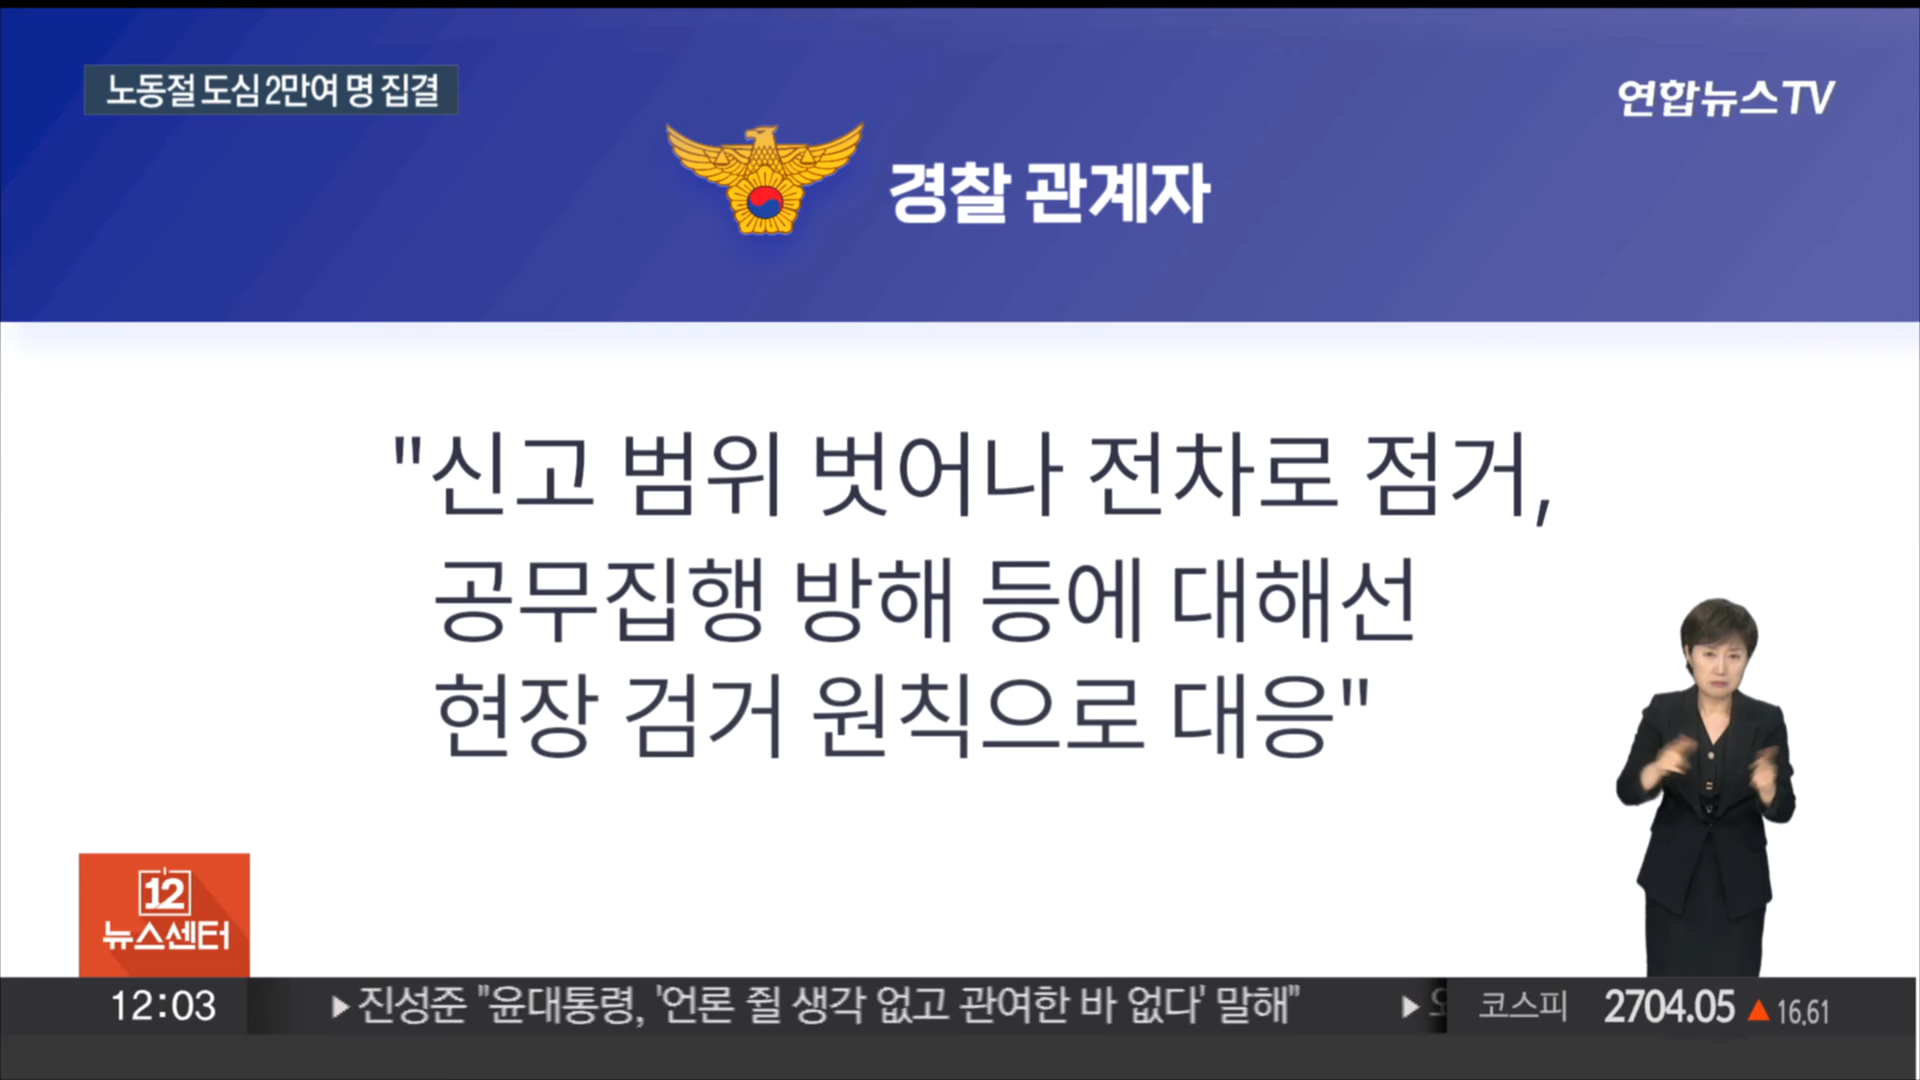 노동절 도심 2만여 명 집결
연합뉴스TV
경찰 관계자
"신고 범위 벗어나 전차로 점거,
공무집행 방해 등에 대해선
현장 검거 원칙으로 대응"
12
뉴스센터
12:03
▶진성준 "윤대통령, '언론 쥘 생각 없고 관여한 바 없다' 말해"
▶
코스피 2704.05 ▲ 16.61